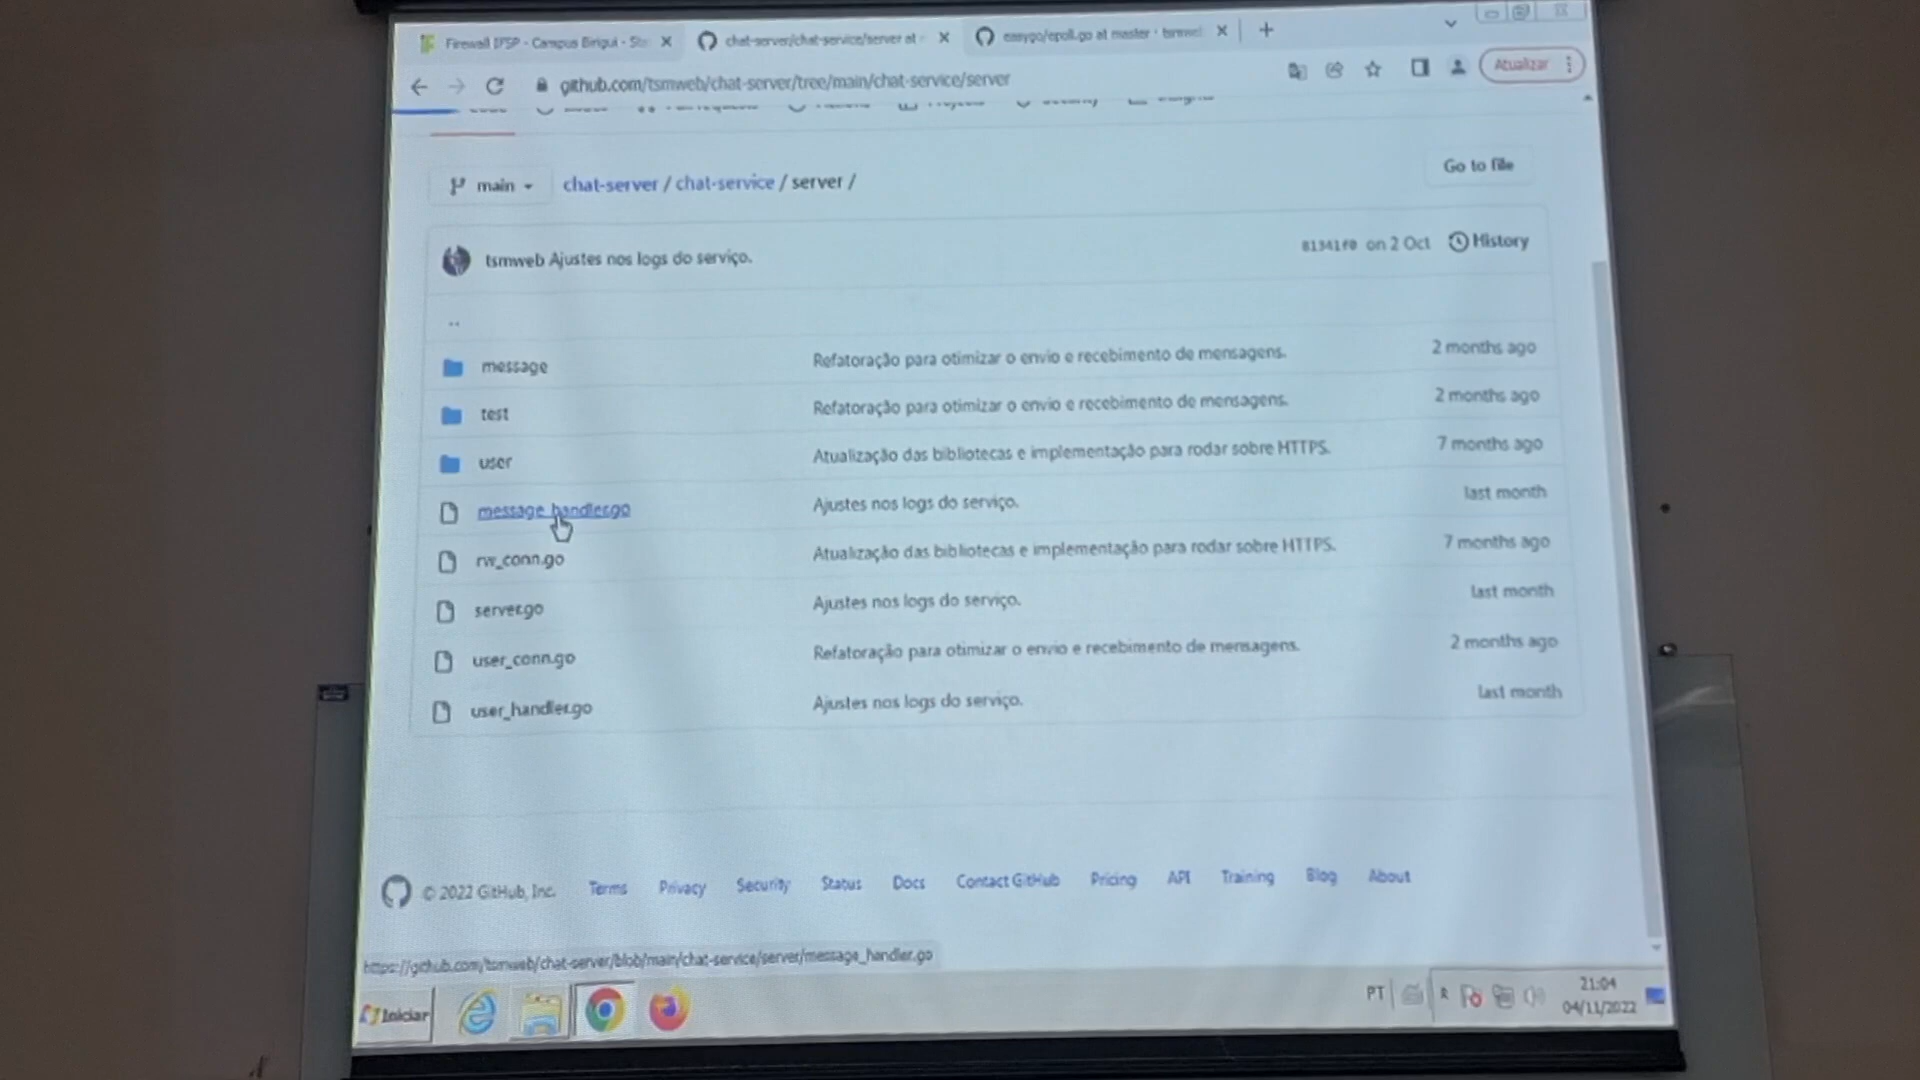 Firewall IFSP - Campus Birigui - Sta
chat-server/chat-service/server at
easygo/epoll.go at master · tsmwel
github.com/tsmweb/chat-server/tree/main/chat-service/server
Atualizar
main
chat-server / chat-service / server /
Go to file
tsmweb Ajustes nos logs do serviço.
81341f0 on 2 Oct History
..
message Refatoração para otimizar o envio e recebimento de mensagens. 2 months ago
test Refatoração para otimizar o envio e recebimento de mensagens. 2 months ago
user Atualização das bibliotecas e implementação para rodar sobre HTTPS. 7 months ago
message_handler.go Ajustes nos logs do serviço. last month
rw_conn.go Atualização das bibliotecas e implementação para rodar sobre HTTPS. 7 months ago
server.go Ajustes nos logs do serviço. last month
user_conn.go Refatoração para otimizar o envio e recebimento de mensagens. 2 months ago
user_handler.go Ajustes nos logs do serviço. last month
© 2022 GitHub, Inc. Terms Privacy Security Status Docs Contact GitHub Pricing API Training Blog About
https://github.com/tsmweb/chat-server/blob/main/chat-service/server/message_handler.go
Iniciar
PT
21:04
04/11/2022